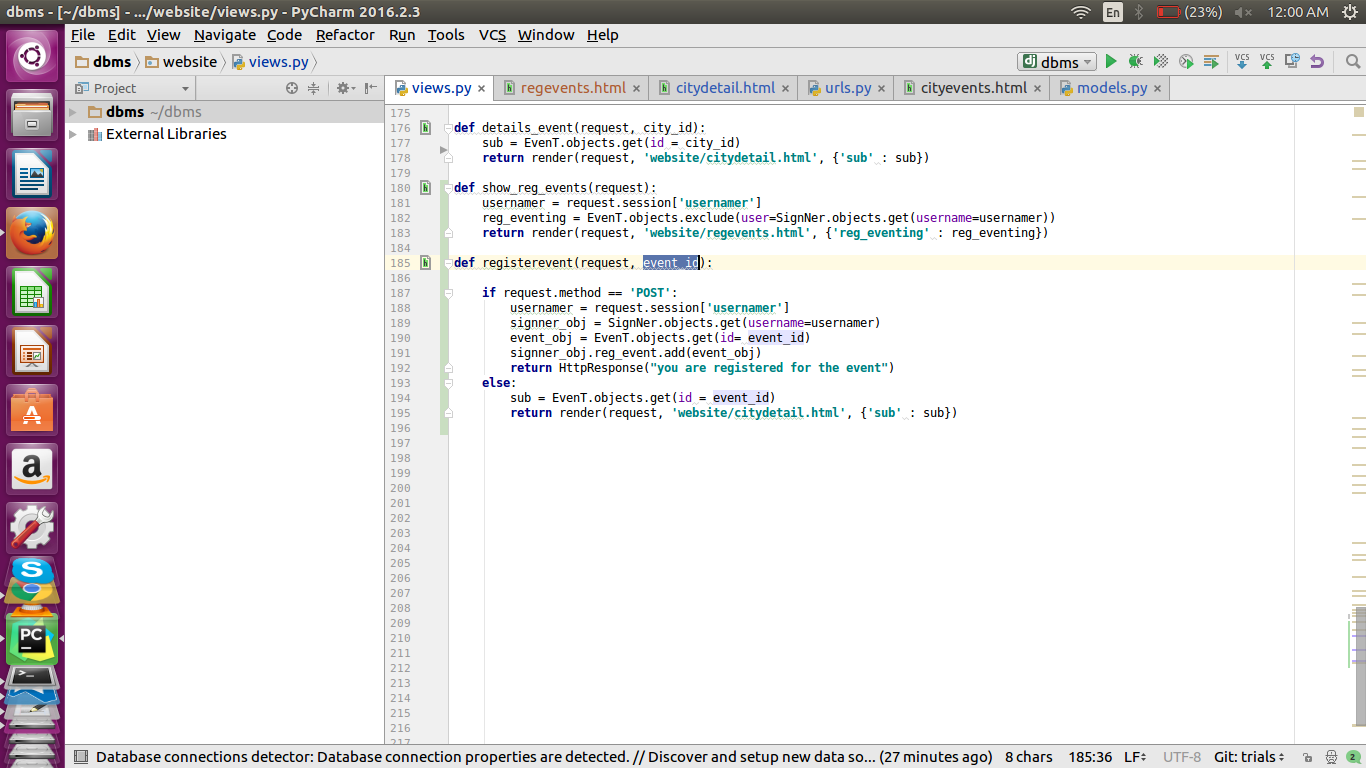 dbms - [~/dbms] - .../website/views.py - PyCharm 2016.2.3
En
(23%)
12:00 AM
File Edit View Navigate Code Refactor Run Tools VCS Window Help
dbms website views.py
dj dbms
VCS VCS
Project
views.py regevents.html citydetail.html urls.py cityevents.html models.py
dbms ~/dbms
External Libraries
175
176 def details_event(request, city_id):
177 sub = EvenT.objects.get(id = city_id)
178 return render(request, 'website/citydetail.html', {'sub' : sub})
179
180 def show_reg_events(request):
181 usernamer = request.session['usernamer']
182 reg_eventing = EvenT.objects.exclude(user=SignNer.objects.get(username=usernamer))
183 return render(request, 'website/regevents.html', {'reg_eventing' : reg_eventing})
184
185 def registerevent(request, event_id):
186
187 if request.method == 'POST':
188 usernamer = request.session['usernamer']
189 signner_obj = SignNer.objects.get(username=usernamer)
190 event_obj = EvenT.objects.get(id= event_id)
191 signner_obj.reg_event.add(event_obj)
192 return HttpResponse("you are registered for the event")
193 else:
194 sub = EvenT.objects.get(id = event_id)
195 return render(request, 'website/citydetail.html', {'sub' : sub})
196
197
198
199
200
201
202
203
204
205
206
207
208
209
210
211
212
213
214
215
216
217
a
S
PC
>_
Database connections detector: Database connection properties are detected. // Discover and setup new data so... (27 minutes ago) 8 chars 185:36 LF UTF-8 Git: trials 2